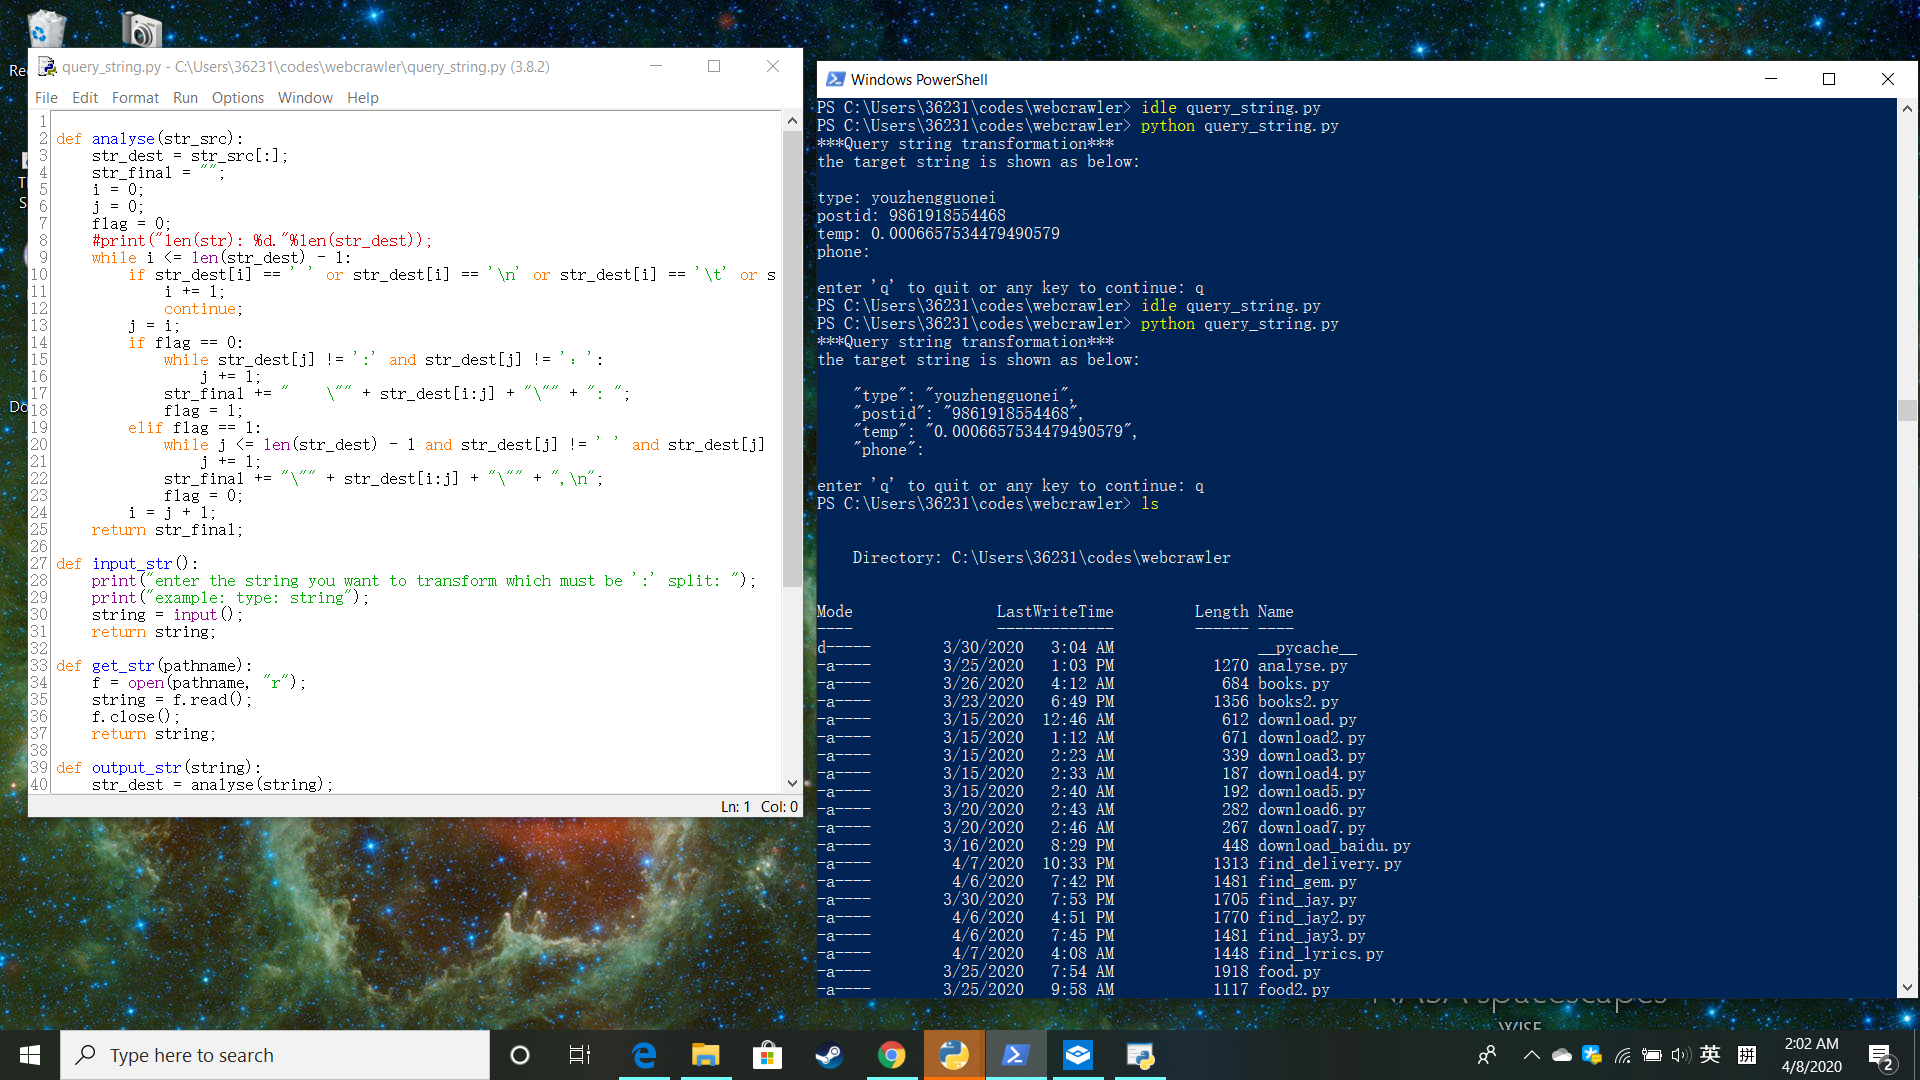 Re
query_string.py - C:\Users\36231\codes\webcrawler\query_string.py (3.8.2)
File Edit Format Run Options Window Help
1
2 def analyse(str_src):
3     str_dest = str_src[:];
4     str_final = "";
5     i = 0;
6     j = 0;
7     flag = 0;
8     #print("len(str): %d."%len(str_dest));
9     while i <= len(str_dest) - 1:
10         if str_dest[i] == ' ' or str_dest[i] == '\n' or str_dest[i] == '\t' or s
11             i += 1;
12             continue;
13         j = i;
14         if flag == 0:
15             while str_dest[j] != ':' and str_dest[j] != '：':
16                 j += 1;
17             str_final += "    \"" + str_dest[i:j] + "\"" + ": ";
18             flag = 1;
19         elif flag == 1:
20             while j <= len(str_dest) - 1 and str_dest[j] != ' ' and str_dest[j]
21                 j += 1;
22             str_final += "\"" + str_dest[i:j] + "\"" + ",\n";
23             flag = 0;
24         i = j + 1;
25     return str_final;
26
27 def input_str():
28     print("enter the string you want to transform which must be ':' split: ");
29     print("example: type: string");
30     string = input();
31     return string;
32
33 def get_str(pathname):
34     f = open(pathname, "r");
35     string = f.read();
36     f.close();
37     return string;
38
39 def output_str(string):
40     str_dest = analyse(string);
Ln: 1 Col: 0
Windows PowerShell
PS C:\Users\36231\codes\webcrawler> idle query_string.py
PS C:\Users\36231\codes\webcrawler> python query_string.py
***Query string transformation***
the target string is shown as below:
type: youzhengguonei
postid: 9861918554468
temp: 0.0006657534479490579
phone:
enter 'q' to quit or any key to continue: q
PS C:\Users\36231\codes\webcrawler> idle query_string.py
PS C:\Users\36231\codes\webcrawler> python query_string.py
***Query string transformation***
the target string is shown as below:
    "type": "youzhengguonei",
    "postid": "9861918554468",
    "temp": "0.0006657534479490579",
    "phone":
enter 'q' to quit or any key to continue: q
PS C:\Users\36231\codes\webcrawler> ls
    Directory: C:\Users\36231\codes\webcrawler
Mode LastWriteTime Length Name
---- ------------- ------ ----
d----- 3/30/2020 3:04 AM __pycache__
-a---- 3/25/2020 1:03 PM 1270 analyse.py
-a---- 3/26/2020 4:12 AM 684 books.py
-a---- 3/23/2020 6:49 PM 1356 books2.py
-a---- 3/15/2020 12:46 AM 612 download.py
-a---- 3/15/2020 1:12 AM 671 download2.py
-a---- 3/15/2020 2:23 AM 339 download3.py
-a---- 3/15/2020 2:33 AM 187 download4.py
-a---- 3/15/2020 2:40 AM 192 download5.py
-a---- 3/20/2020 2:43 AM 282 download6.py
-a---- 3/20/2020 2:46 AM 267 download7.py
-a---- 3/16/2020 8:29 PM 448 download_baidu.py
-a---- 4/7/2020 10:33 PM 1313 find_delivery.py
-a---- 4/6/2020 7:42 PM 1481 find_gem.py
-a---- 3/30/2020 7:53 PM 1705 find_jay.py
-a---- 4/6/2020 4:51 PM 1770 find_jay2.py
-a---- 4/6/2020 7:45 PM 1481 find_jay3.py
-a---- 4/7/2020 4:08 AM 1448 find_lyrics.py
-a---- 3/25/2020 7:54 AM 1918 food.py
-a---- 3/25/2020 9:58 AM 1117 food2.py
NASA spacescapes
WISE
Type here to search
英 拼
2:02 AM
4/8/2020
2